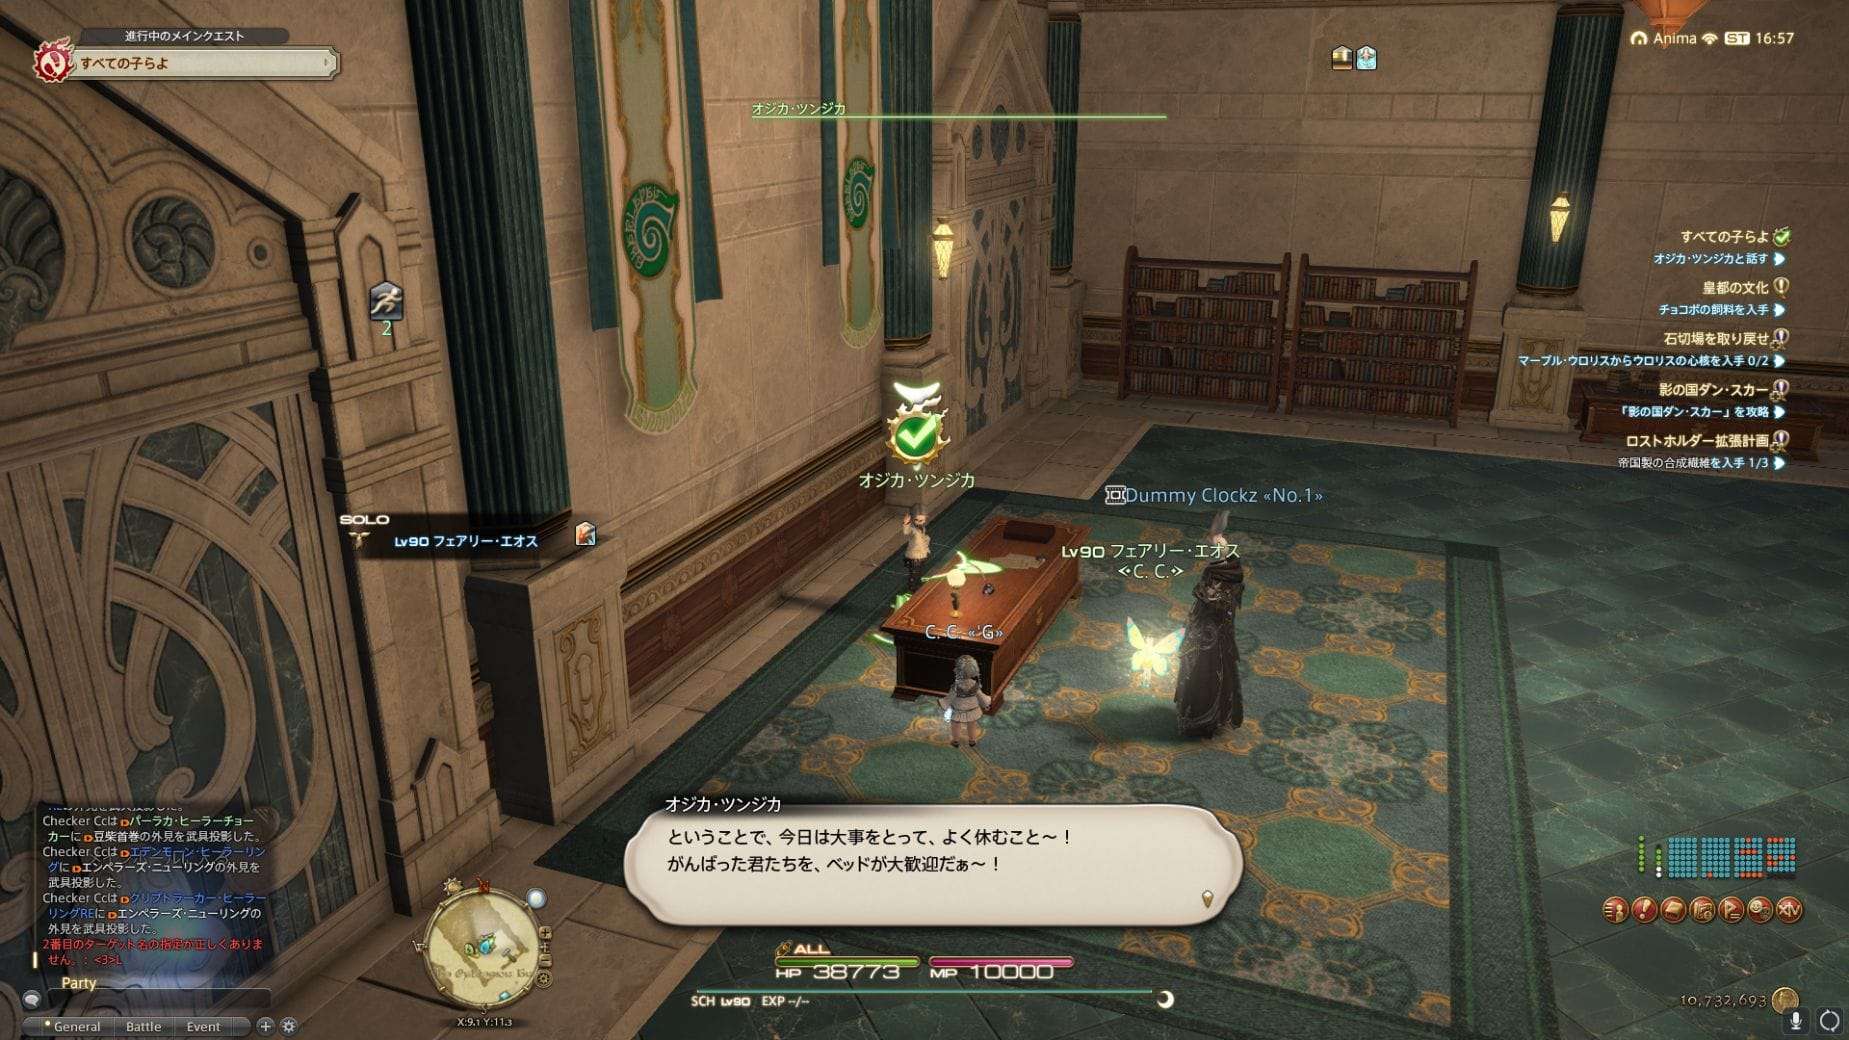 進行中のメインクエスト
すべての子らよ
Anima ST 16:57
オジカ・ツンジカ
すべての子らよ
オジカ・ツンジカと話す
皇都の文化
チョコボの飼料を入手
石切場を取り戻せ
マーブル・ウロリスからウロリスの心核を入手 0/2
影の国ダン・スカー
「影の国ダン・スカー」を攻略
ロストホルダー拡張計画
帝国製の合成繊維を入手 1/3
2
オジカ・ツンジカ
Dummy Clockz «No.1»
SOLO
Lv90 フェアリー・エオス
Lv90 フェアリー・エオス
C. C.
C. C. «'G»
オジカ・ツンジカ
ということで、今日は大事をとって、よく休むこと～！
がんばった君たちを、ベッドが大歓迎だぁ～！
Checker Ccは パーラカ・ヒーラーチョー
カーに 豆柴首巻の外見を武具投影した。
Checker Ccは エデンモーン・ヒーラーリン
グに エンペラーズ・ニューリングの外見を
武具投影した。
Checker Ccは クリプトラーカー・ヒーラー
リングREに エンペラーズ・ニューリングの
外見を武具投影した。
2番目のターゲット名の指定が正しくありま
せん。：<3>L
Party
General Battle Event
X:9.1 Y:11.3
ALL
HP 38773 MP 10000
SCH Lv90 EXP --/--
10,732,693